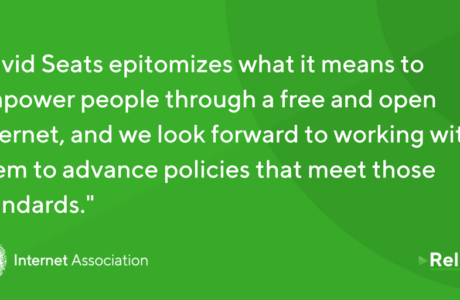 vid Seats epitomizes what it means to
power people through a free and open
ernet, and we look forward to working wit
em to advance policies that meet those
ndards."
Internet Association
Rel